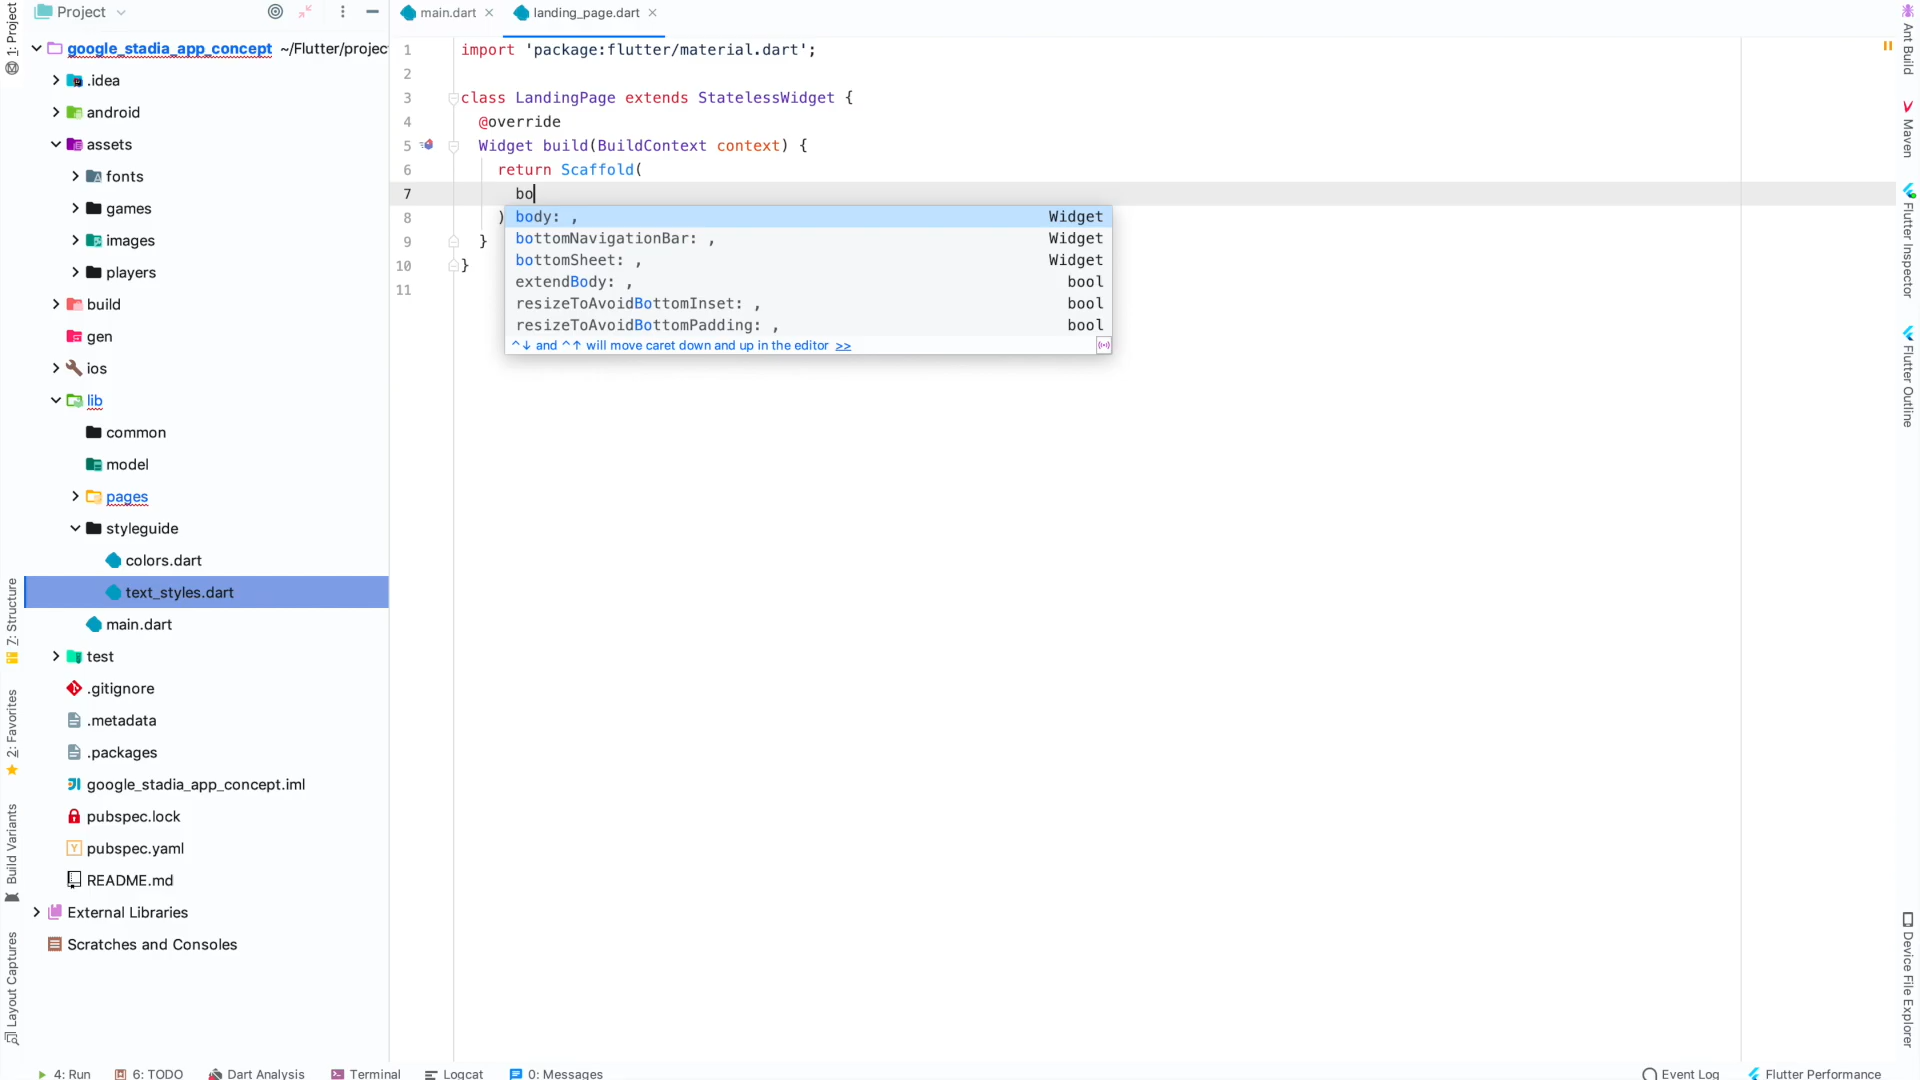 Project
main.dart
landing_page.dart
1: Project
google_stadia_app_concept ~/Flutter/projec
.idea
android
assets
fonts
games
images
players
build
gen
ios
lib
common
model
pages
styleguide
colors.dart
text_styles.dart
main.dart
test
.gitignore
.metadata
.packages
google_stadia_app_concept.iml
pubspec.lock
pubspec.yaml
README.md
External Libraries
Scratches and Consoles
Z: Structure
2: Favorites
Build Variants
Layout Captures
1 import 'package:flutter/material.dart';
2
3 class LandingPage extends StatelessWidget {
4 @override
5 Widget build(BuildContext context) {
6 return Scaffold(
7 bo
8 )
9 }
10 }
11
body: , Widget
bottomNavigationBar: , Widget
bottomSheet: , Widget
extendBody: , bool
resizeToAvoidBottomInset: , bool
resizeToAvoidBottomPadding: , bool
^↓ and ^↑ will move caret down and up in the editor >>
Ant Build
Maven
Flutter Inspector
Flutter Outline
Device File Explorer
4: Run
6: TODO
Dart Analysis
Terminal
Logcat
0: Messages
Event Log
Flutter Performance